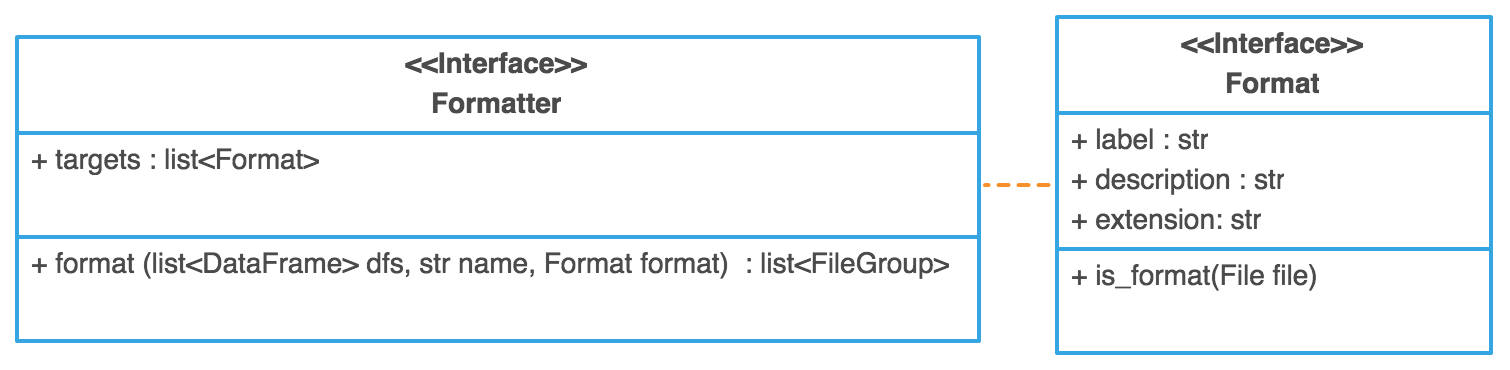 <<Interface>>
Formatter
+ targets : list<Format>
+ format (list<DataFrame> dfs, str name, Format format)  : list<FileGroup>
<<Interface>>
Format
+ label : str
+ description : str
+ extension: str
+ is_format(File file)